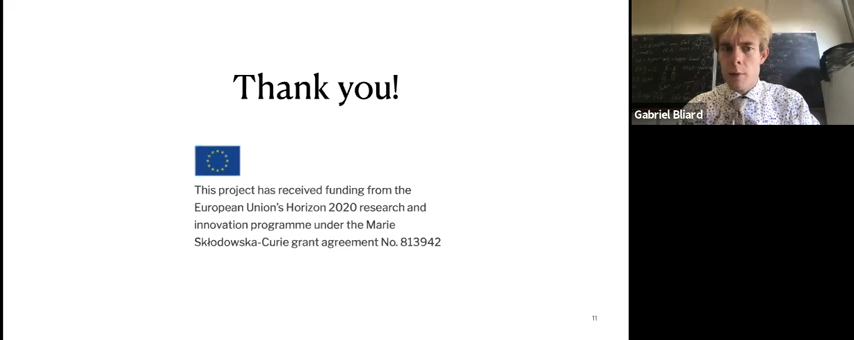 Thank you!
This project has received funding from the
European Union's Horizon 2020 research and
innovation programme under the Marie
Skłodowska-Curie grant agreement No. 813942
11
Gabriel Bliard